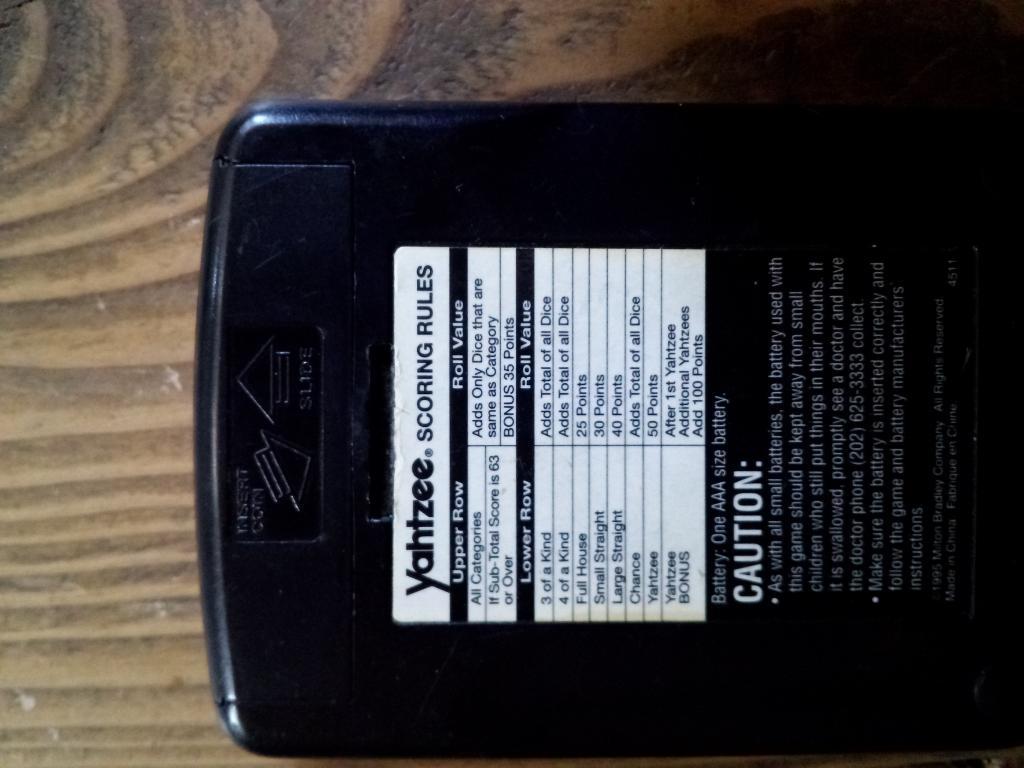 INSERT
COIN
SLIDE
Yahtzee® SCORING RULES
Upper Row Roll Value
All Categories Adds Only Dice that are
same as Category
If Sub-Total Score is 63
or Over BONUS 35 Points
Lower Row Roll Value
3 of a Kind Adds Total of all Dice
4 of a Kind Adds Total of all Dice
Full House 25 Points
Small Straight 30 Points
Large Straight 40 Points
Chance Adds Total of all Dice
Yahtzee 50 Points
Yahtzee After 1st Yahtzee
BONUS Additional Yahtzees
Add 100 Points
Battery: One AAA size battery.
CAUTION:
• As with all small batteries, the battery used with
this game should be kept away from small
children who still put things in their mouths. If
it is swallowed, promptly see a doctor and have
the doctor phone (202) 625-3333 collect.
• Make sure the battery is inserted correctly and
follow the game and battery manufacturers'
instructions
©1995 Milton Bradley Company. All Rights Reserved.
Made in China Fabriqué en Chine 4511